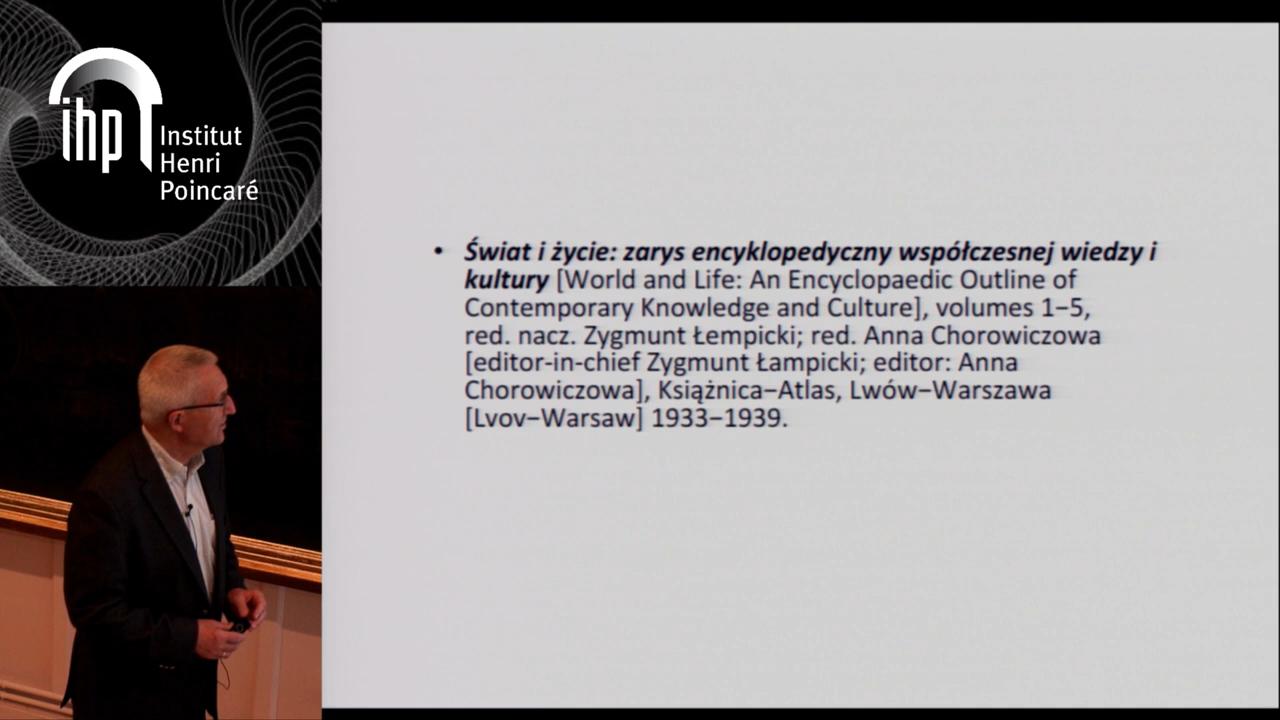 ihp
Institut
Henri
Poincaré
• Świat i życie: zarys encyklopedyczny współczesnej wiedzy i
kultury [World and Life: An Encyclopaedic Outline of
Contemporary Knowledge and Culture], volumes 1–5,
red. nacz. Zygmunt Łempicki; red. Anna Chorowiczowa
[editor-in-chief Zygmunt Łampicki; editor: Anna
Chorowiczowa], Książnica–Atlas, Lwów–Warszawa
[Lvov–Warsaw] 1933–1939.